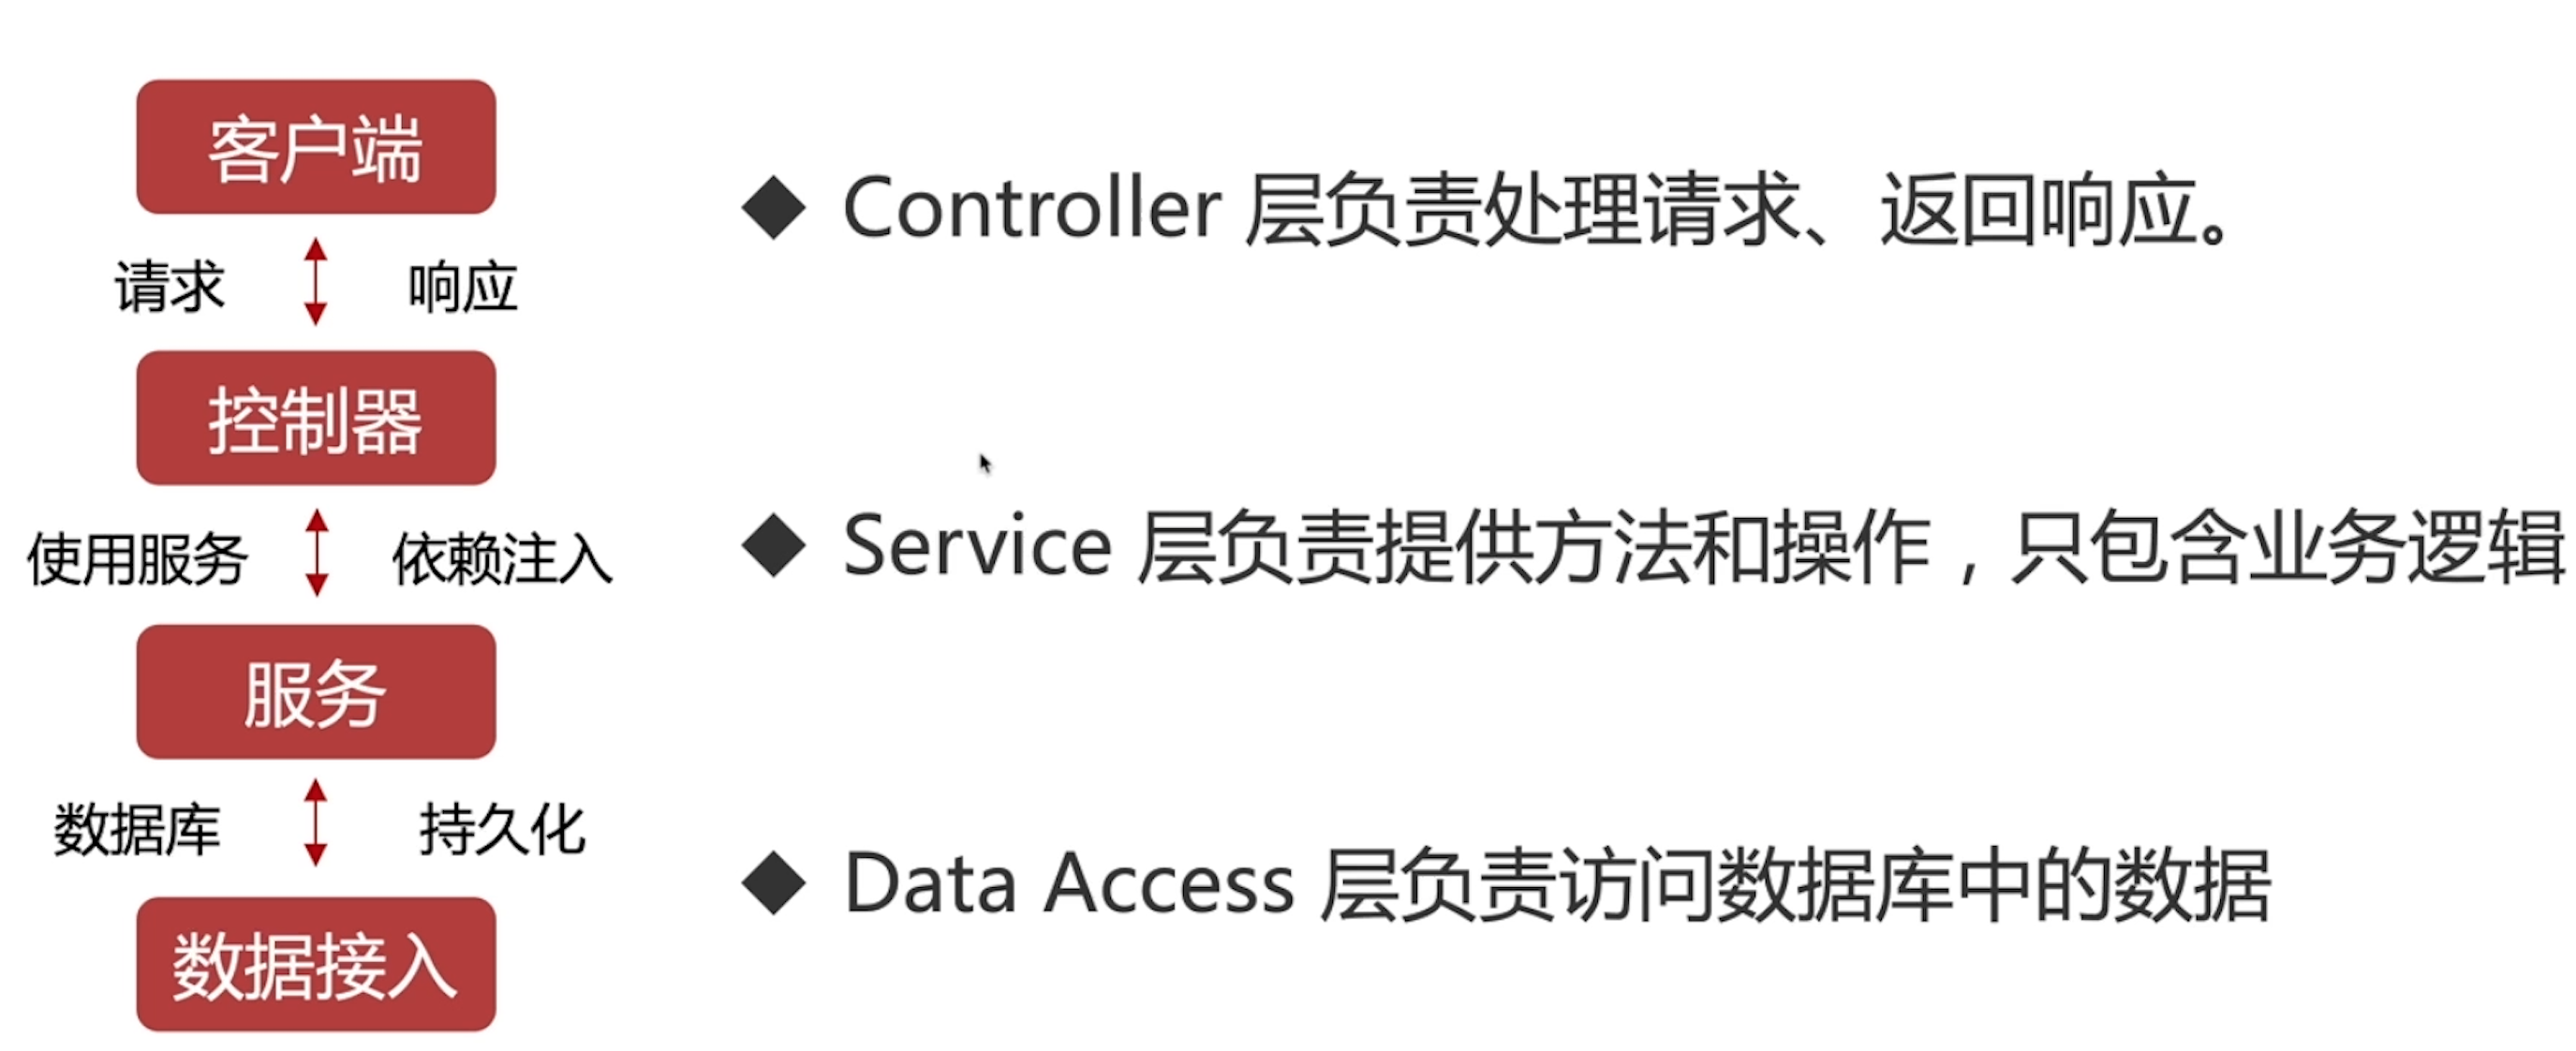 客户端
请求 响应
控制器
使用服务 依赖注入
服务
数据库 持久化
数据接入
◆ Controller 层负责处理请求、返回响应。
◆ Service 层负责提供方法和操作，只包含业务逻辑
◆ Data Access 层负责访问数据库中的数据